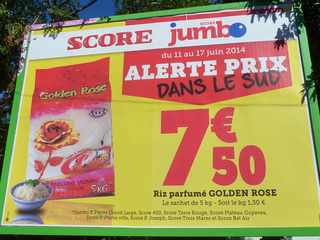 SCORE
SCORE
jumbo
du 11 au 17 juin 2014
ALERTE PRIX
DANS LE SUD
Golden Rose
5KG
7€50
Riz parfumé GOLDEN ROSE
Le sachet de 5 kg - Soit le kg 1,50 €